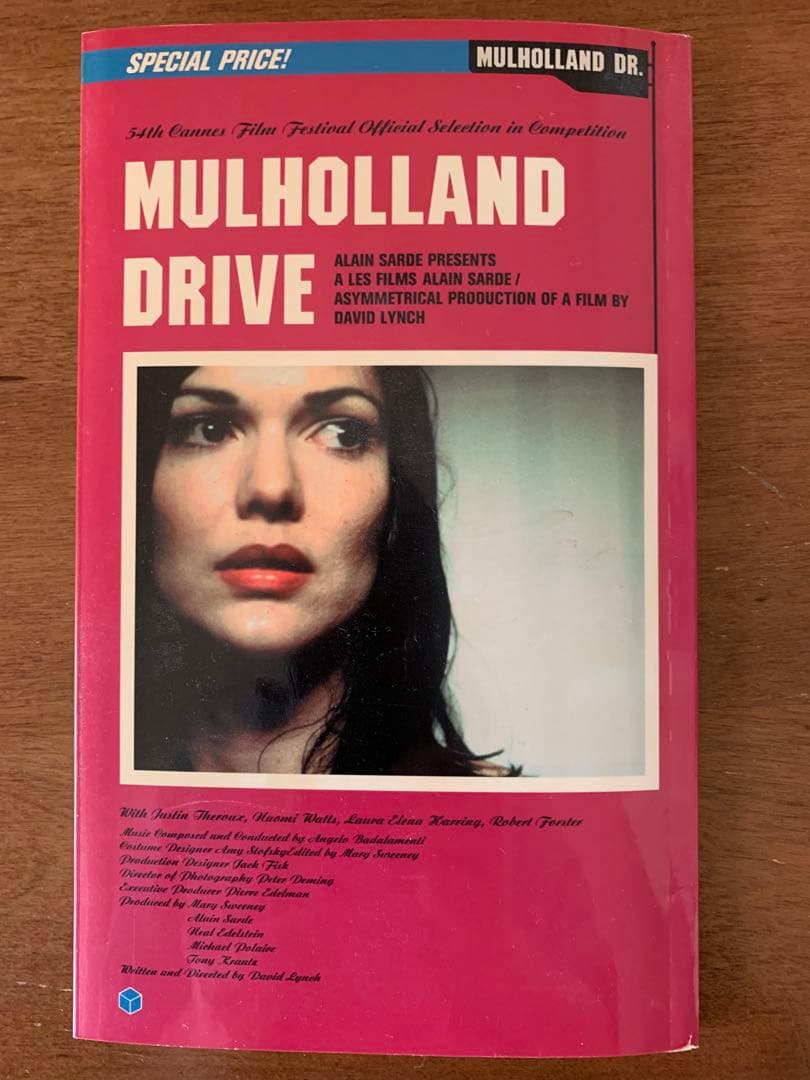 SPECIAL PRICE!
MULHOLLAND DR.
54th Cannes Film Festival Official Selection in Competition
MULHOLLAND
DRIVE
ALAIN SARDE PRESENTS
A LES FILMS ALAIN SARDE /
ASYMMETRICAL PRODUCTION OF A FILM BY
DAVID LYNCH
With Justin Theroux, Naomi Watts, Laura Elena Harring, Robert Forster
Music Composed and Conducted by Angelo Badalamenti
Costume Designer Amy StofskyEdited by Mary Sweeney
Production Designer Jack Fisk
Director of Photography Peter Deming
Executive Producer Pierre Edelman
Produced by Mary Sweeney
Alain Sarde
Neal Edelstein
Michael Polaire
Tony Krantz
Written and Directed by David Lynch